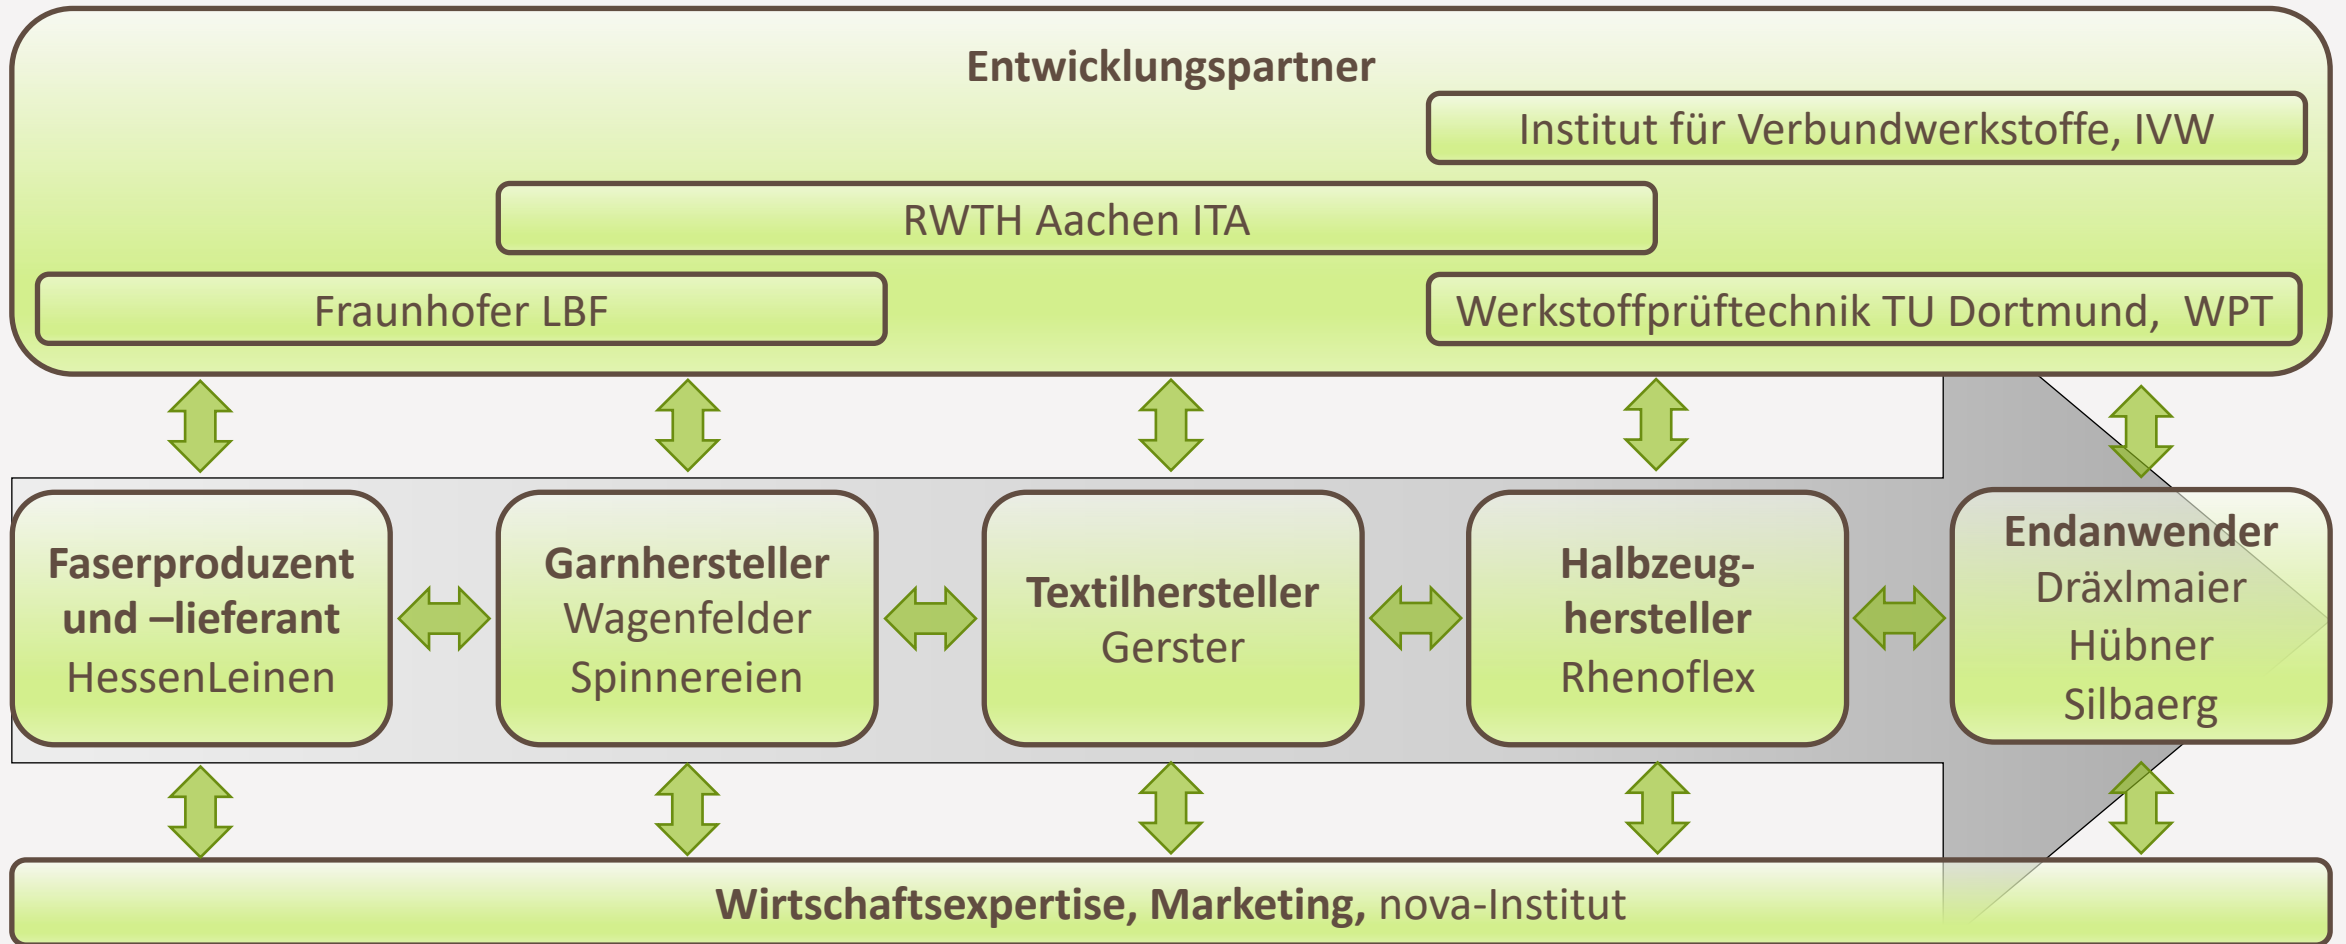 Entwicklungspartner
Institut für Verbundwerkstoffe, IVW
RWTH Aachen ITA
Fraunhofer LBF
Werkstoffprüftechnik TU Dortmund, WPT
Faserproduzent
und –lieferant
HessenLeinen
Garnhersteller
Wagenfelder
Spinnereien
Textilhersteller
Gerster
Halbzeug-
hersteller
Rhenoflex
Endanwender
Dräxlmaier
Hübner
Silbaerg
Wirtschaftsexpertise, Marketing, nova-Institut